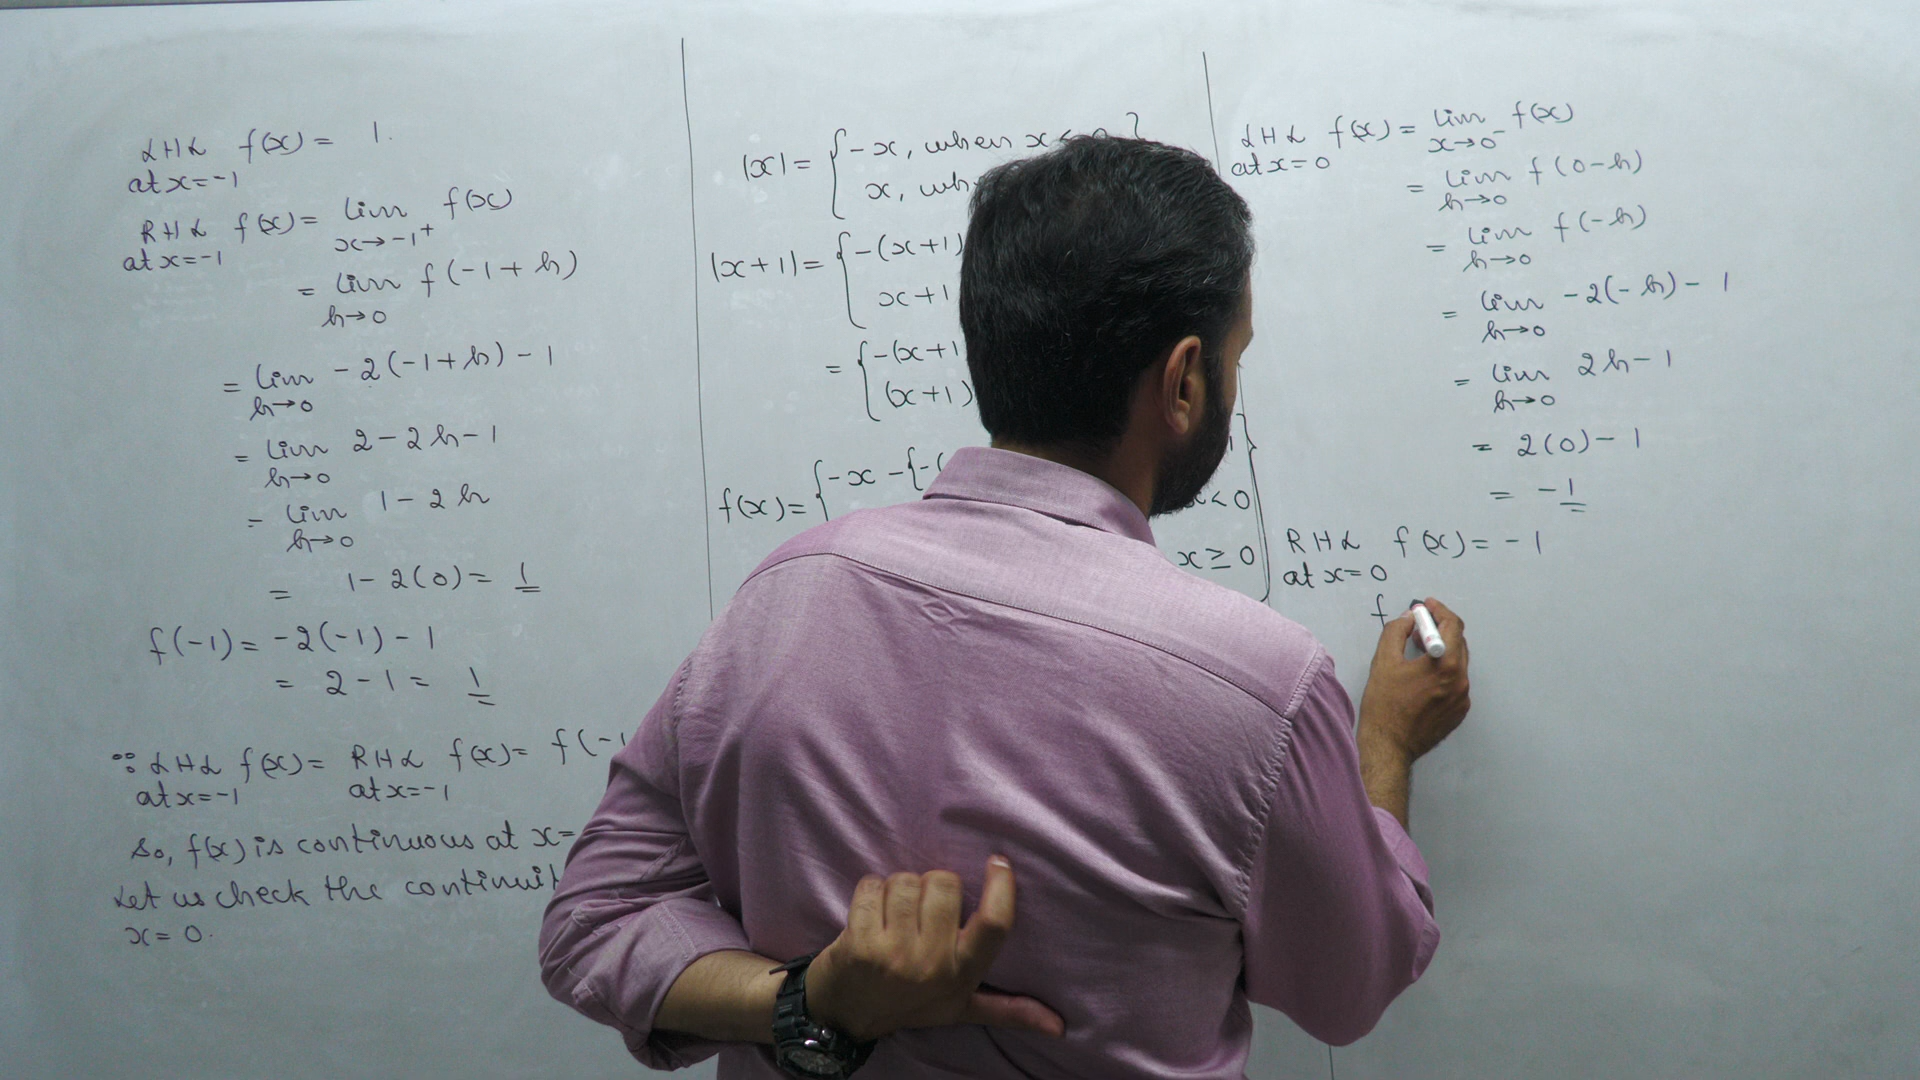 LHL f(x) = 1.
at x=-1
RHL f(x) = lim f(x)
at x=-1 x→-1⁺
= lim f(-1+h)
h→0
= lim -2(-1+h)-1
h→0
= lim 2-2h-1
h→0
= lim 1-2h
h→0
= 1-2(0) = 1
f(-1) = -2(-1)-1
= 2-1 = 1
∵ LHL f(x) = RHL f(x) = f(-1
at x=-1 at x=-1
So, f(x) is continuous at x=
Let us check the
x=0.
|x| = { -x, when x < 0 }
x,
|x+1| = { -(x+1)
x+1
= { -(x+1
(x+1)
f(x) = { -x-{-(
x<0
x≥0
LHL f(x) = lim f(x)
at x=0 x→0⁻
= lim f(0-h)
h→0
= lim f(-h)
h→0
= lim -2(-h)-1
h→0
= lim 2h-1
h→0
= 2(0)-1
= -1
RHL f(x) = -1
at x=0
f